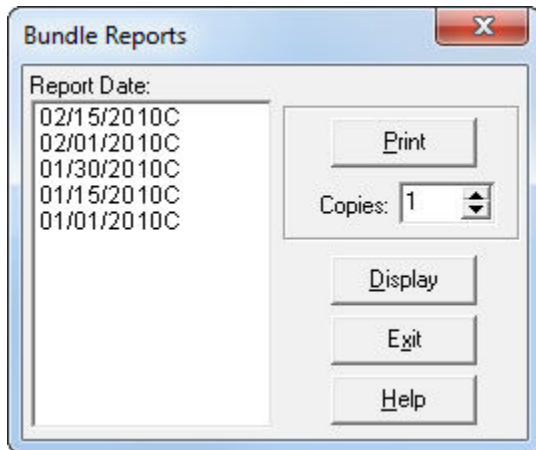 Bundle Reports
Report Date:
02/15/2010C
02/01/2010C
01/30/2010C
01/15/2010C
01/01/2010C
Print
Copies: 1
Display
Exit
Help